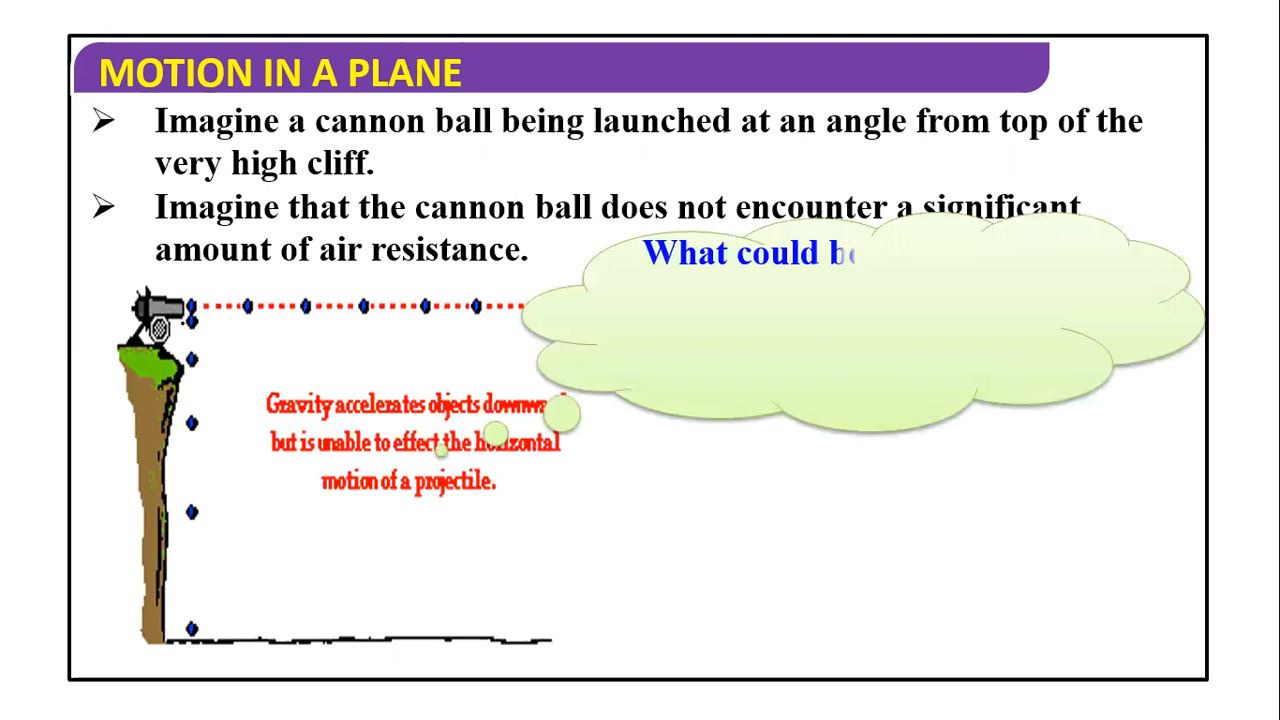 MOTION IN A PLANE
Imagine a cannon ball being launched at an angle from top of the
very high cliff.
Imagine that the cannon ball does not encounter a significant
amount of air resistance.
What could be
Gravity accelerates objects
but is unable to effect the horizontal
motion of a projectile.